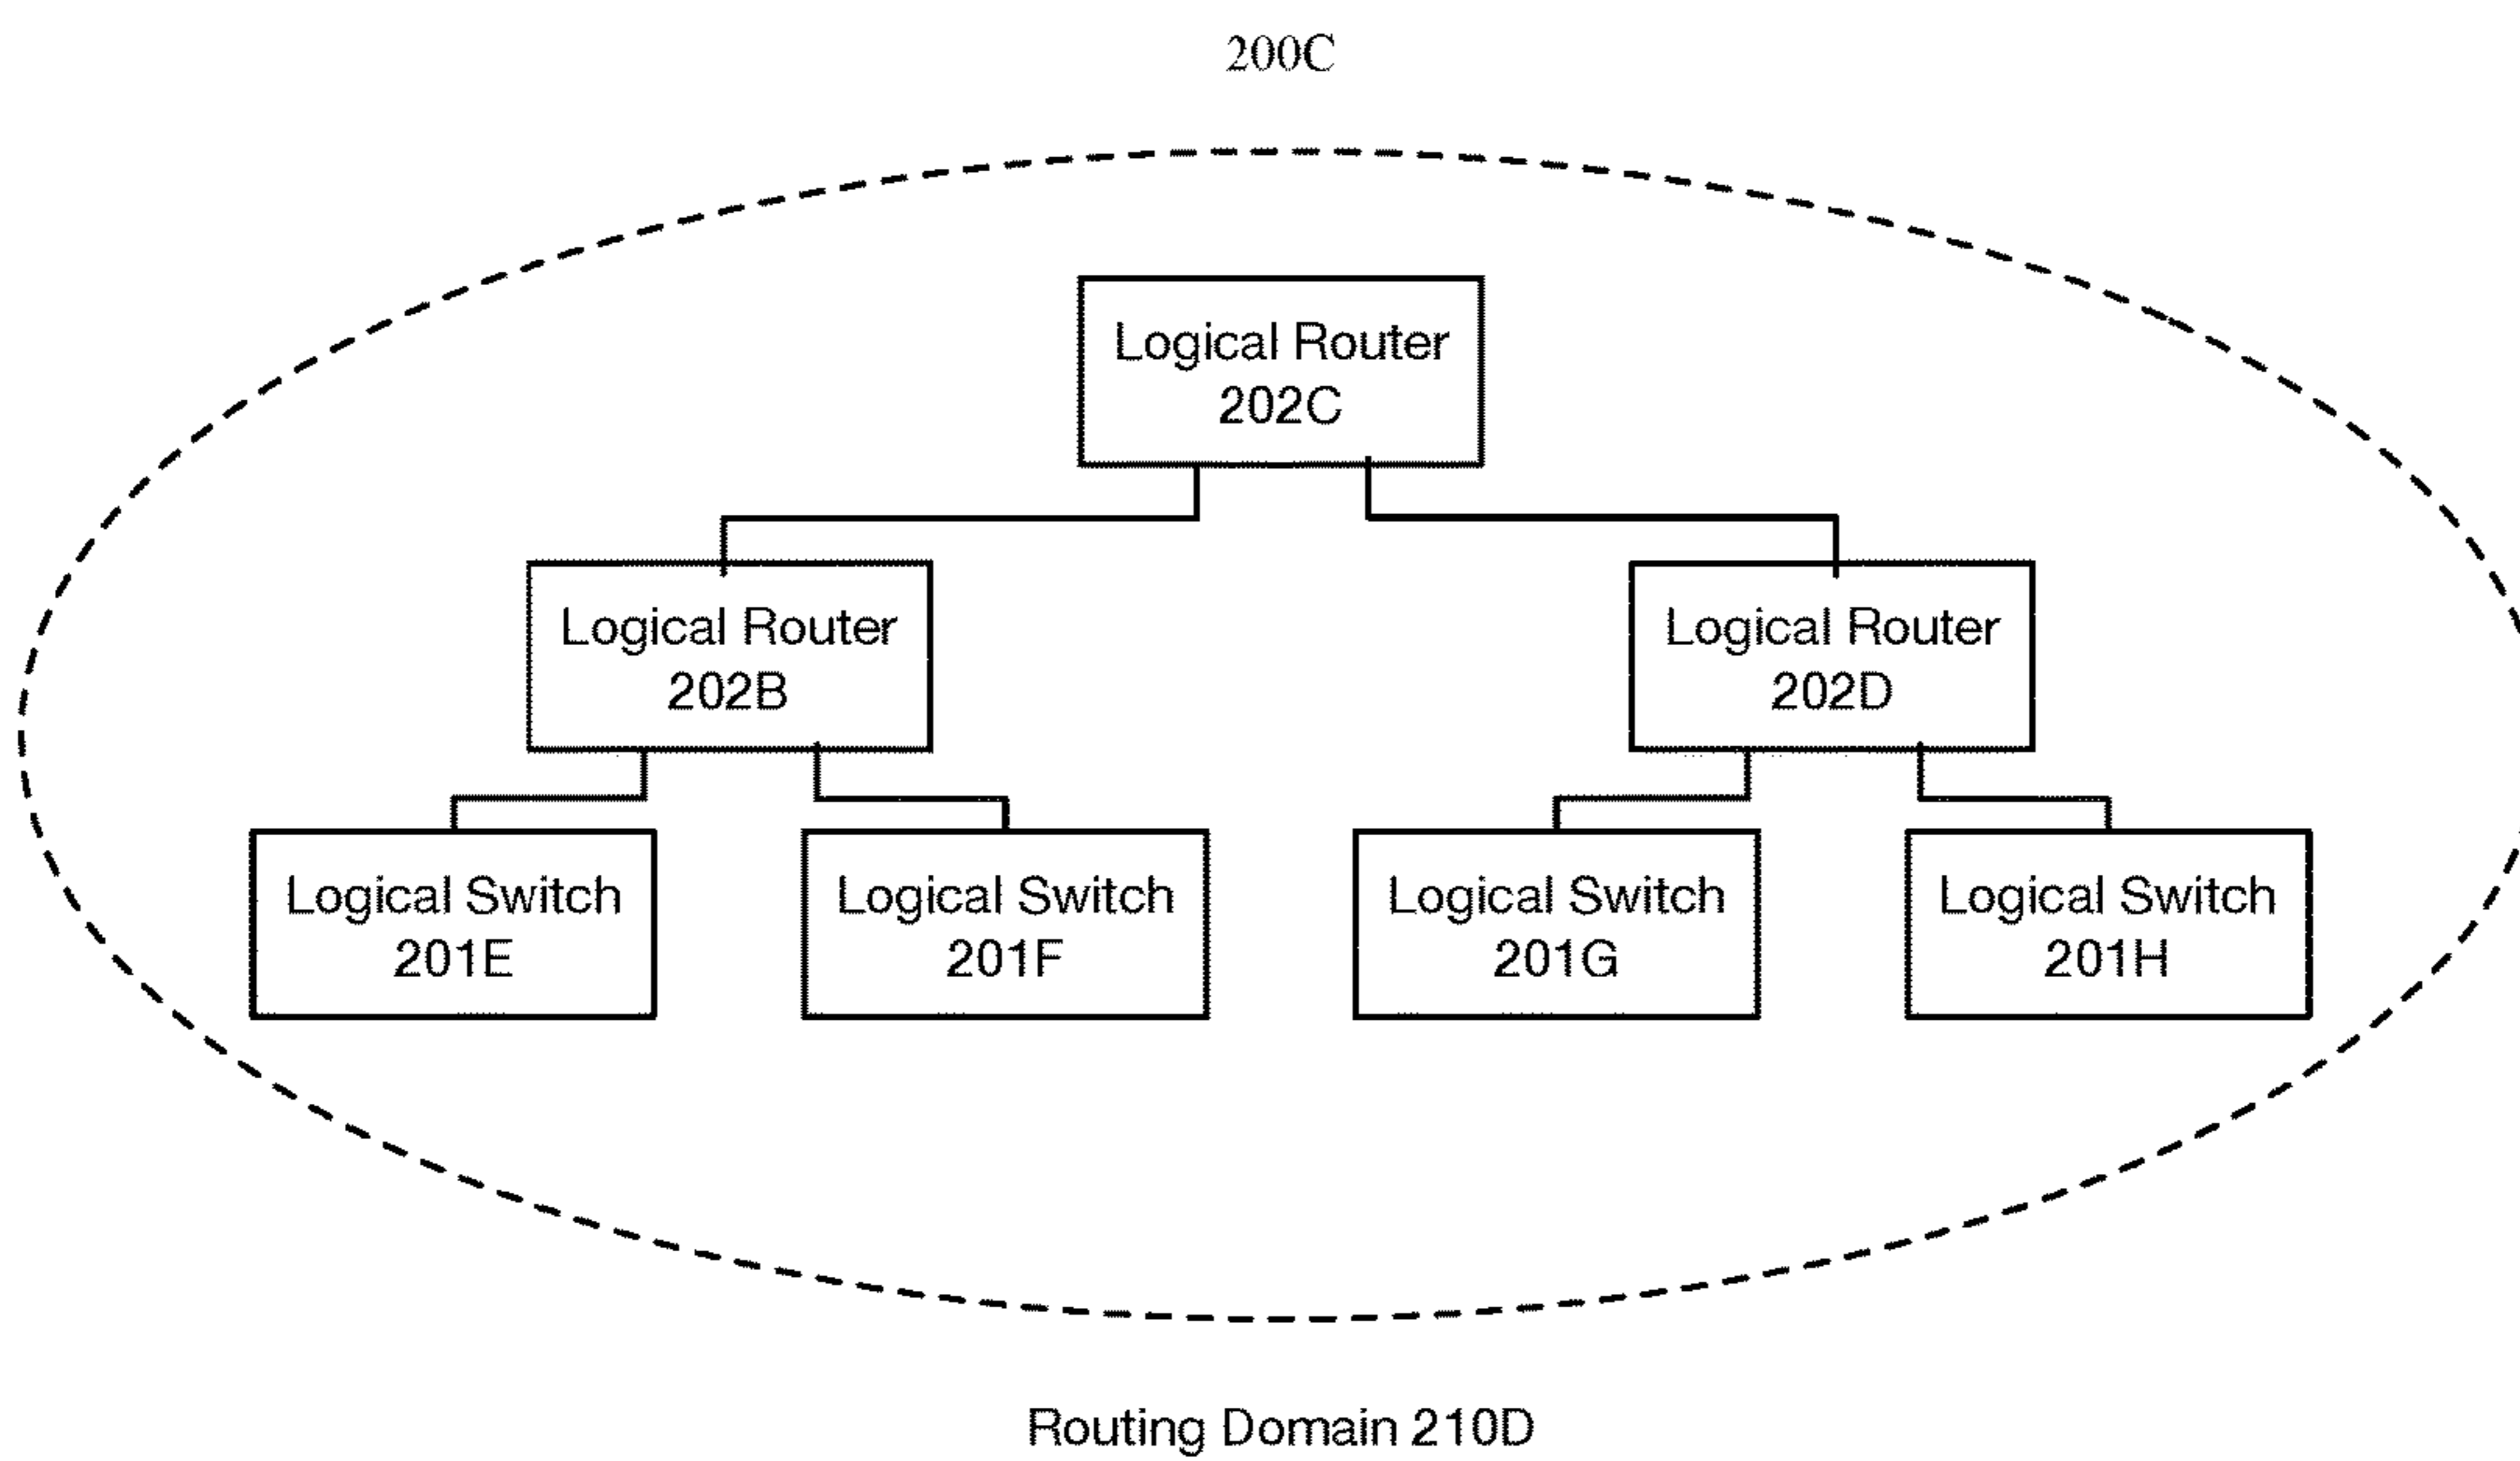 200C
Logical Router
202C
Logical Router
202B
Logical Router
202D
Logical Switch
201E
Logical Switch
201F
Logical Switch
201G
Logical Switch
201H
Routing Domain 210D